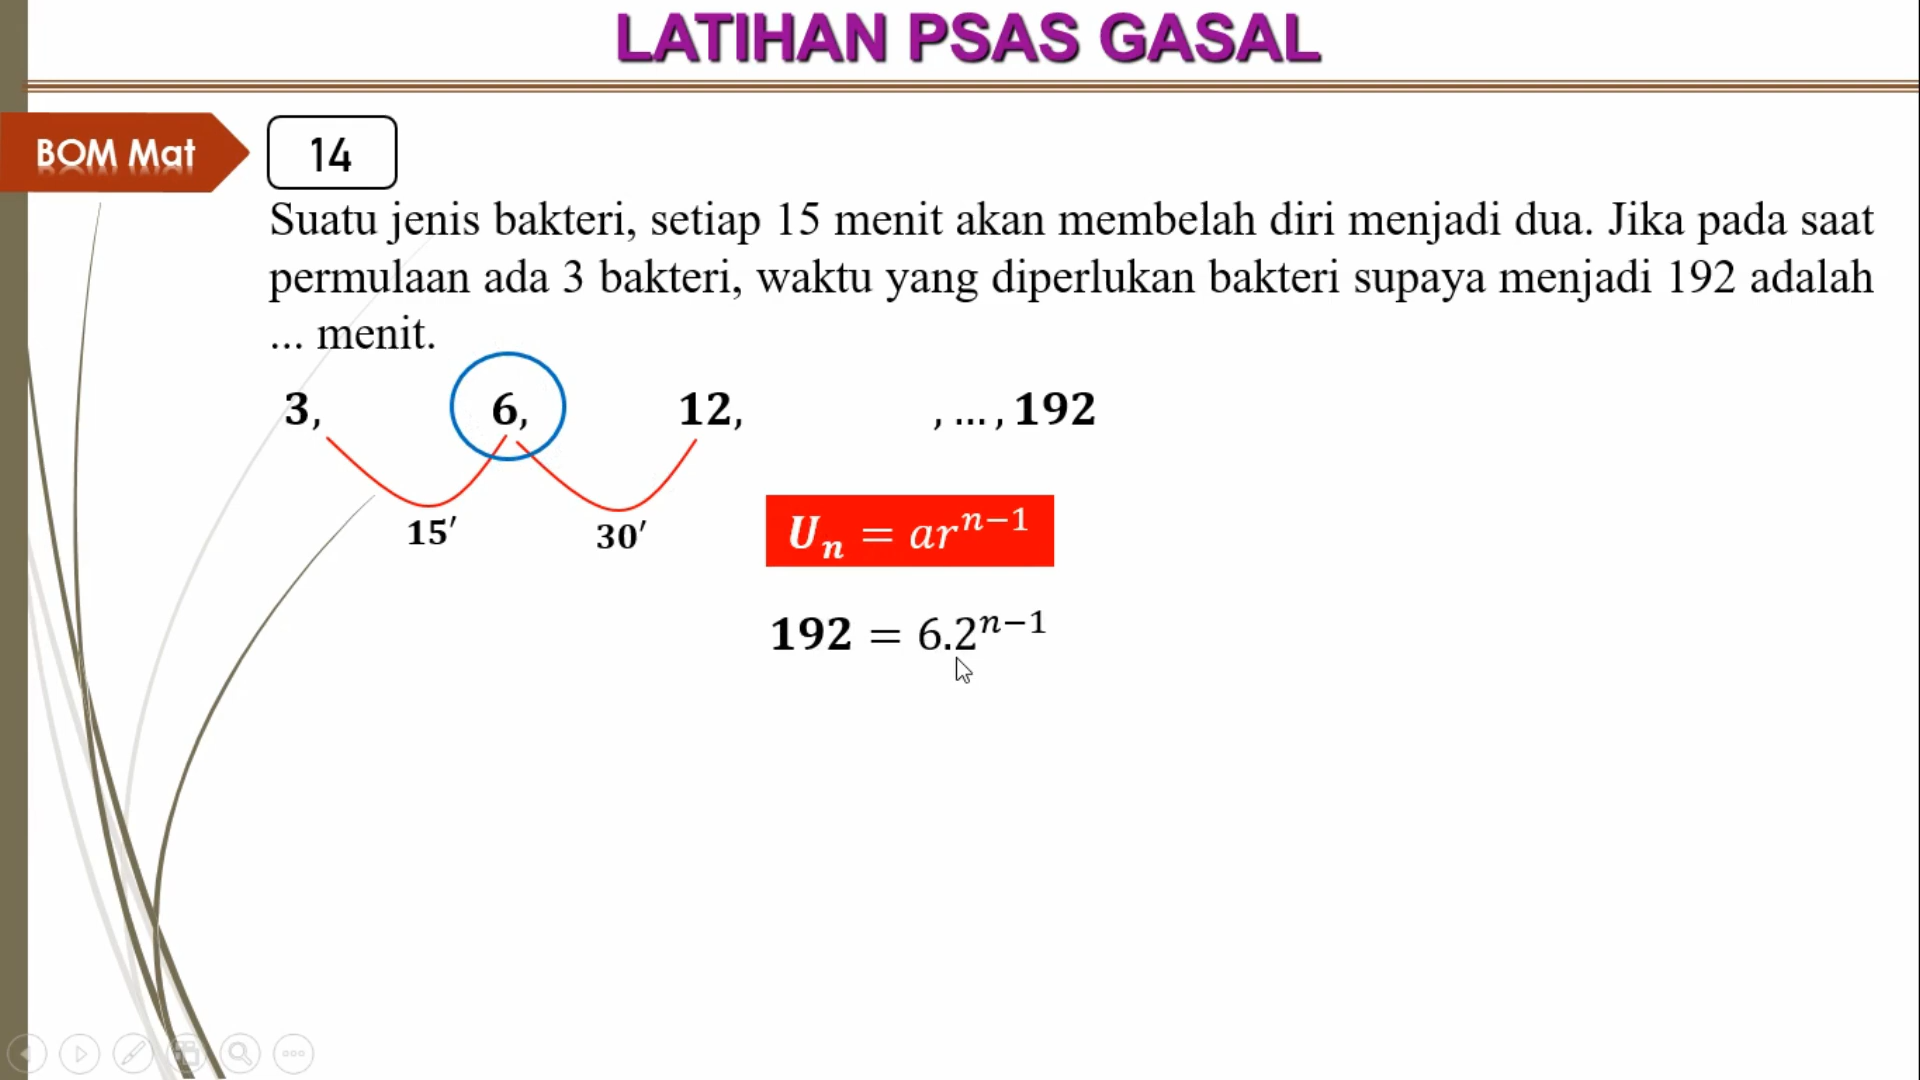 LATIHAN PSAS GASAL
BOM Mat
14
Suatu jenis bakteri, setiap 15 menit akan membelah diri menjadi dua. Jika pada saat
permulaan ada 3 bakteri, waktu yang diperlukan bakteri supaya menjadi 192 adalah
... menit.
3, 6, 12, , ... , 192
15′ 30′
Uₙ = arⁿ⁻¹
192 = 6.2ⁿ⁻¹